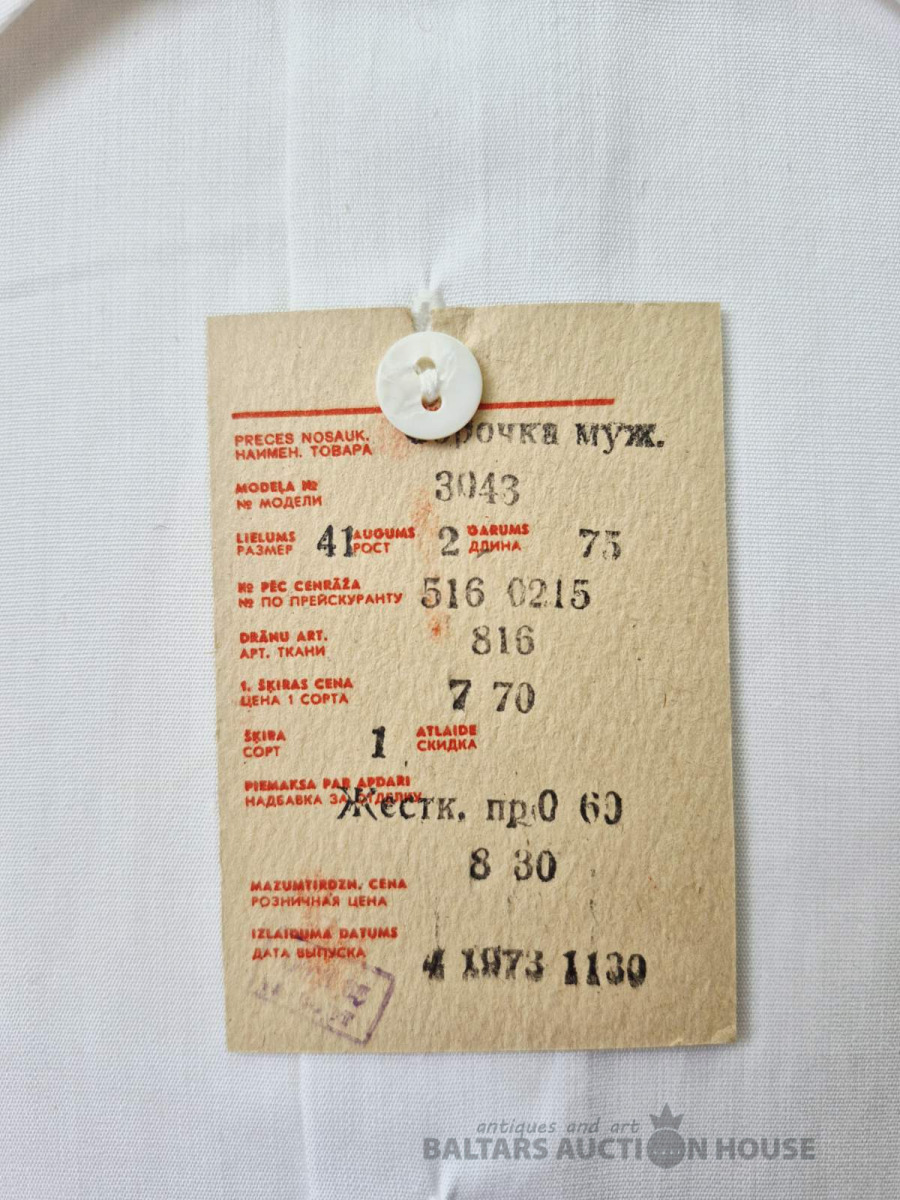 PRECES NOSAUK.
НАИМЕН. ТОВАРА
муж.
MODEĻA №
№ МОДЕЛИ
3043
LIELUMS
РАЗМЕР
41
AUGUMS
РОСТ
2
GARUMS
ДЛИНА
75
№ PĒC CENRĀŽA
№ ПО ПРЕЙСКУРАНТУ
516 0215
DRĀNU ART.
АРТ. ТКАНИ
816
1. ŠĶIRAS CENA
ЦЕНА 1 СОРТА
7 70
ŠĶIRA
СОРТ
1
ATLAIDE
СКИДКА
PIEMAKSA PAR APDARI
НАДБАВКА ЗА ОТДЕЛКУ
Жестк. пр 0 60
8 30
MAZUMTIRDZN. CENA
РОЗНИЧНАЯ ЦЕНА
IZLAIDUMA DATUMS
ДАТА ВЫПУСКА
4 1973 1130
antiques and art
BALTARS AUCTION HOUSE